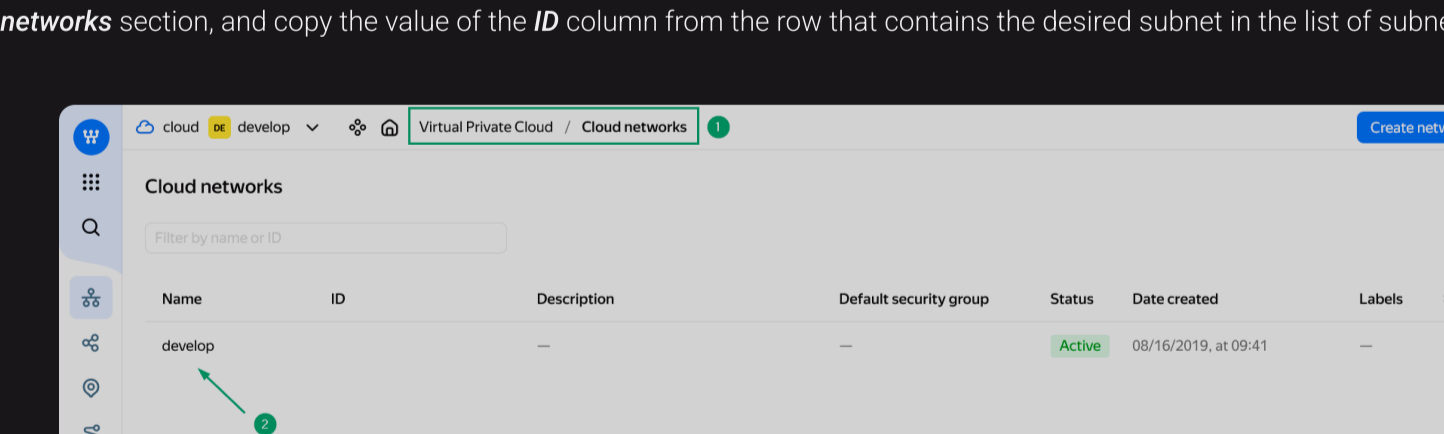 networks section, and copy the value of the ID column from the row that contains the desired subnet in the list of
cloud DE develop Virtual Private Cloud / Cloud networks 1 Create
Cloud networks
Filter by name or ID
Name ID Description Default security group Status Date created Labels
develop — — Active 08/16/2019, at 09:41 —
2